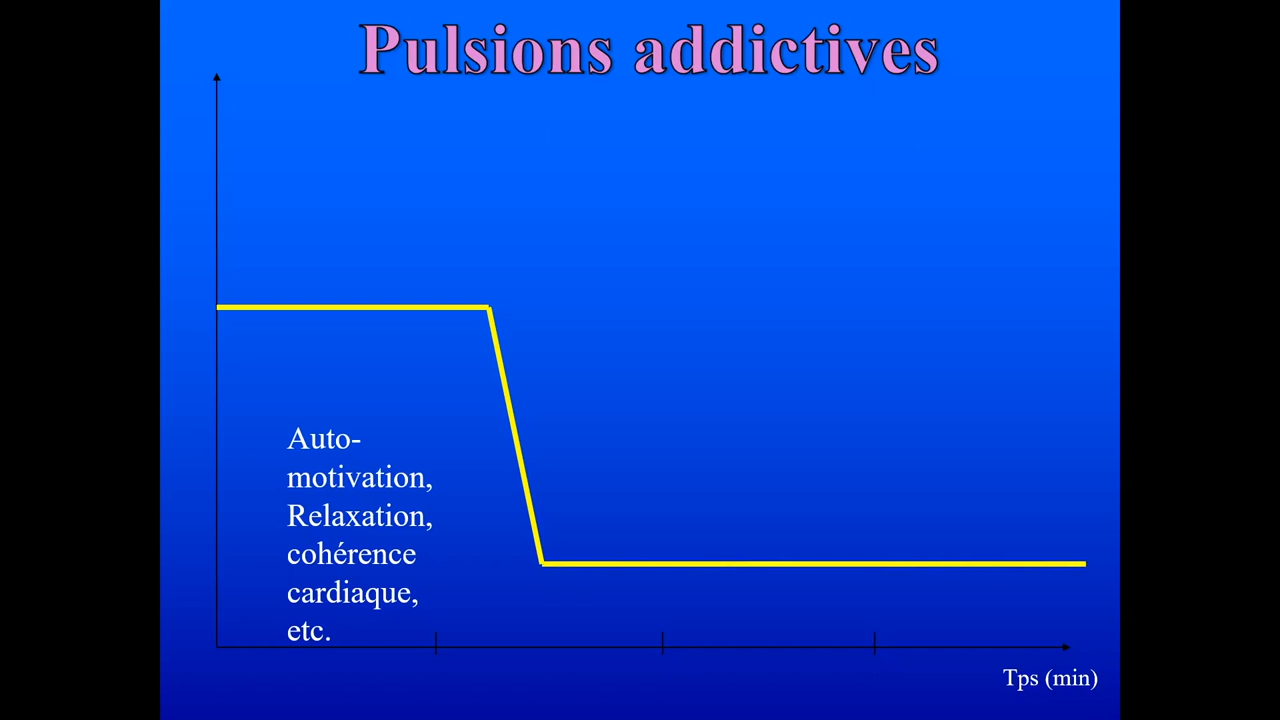 Pulsions addictives
Auto-
motivation,
Relaxation,
cohérence
cardiaque,
etc.
Tps (min)